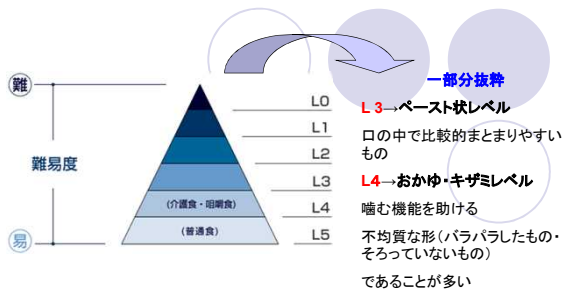 難
難易度
易
L0
L1
L2
L3
(介護食・咀嚼食)
L4
(普通食)
L5
一部分抜粋
L 3→ペースト状レベル
口の中で比較的まとまりやすい
もの
L4→おかゆ・キザミレベル
噛む機能を助ける
不均質な形(バラバラしたもの・
そろっていないもの)
であることが多い